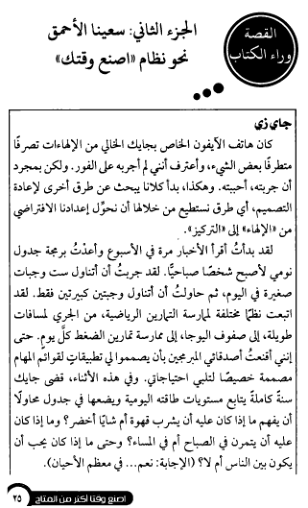 القصة
وراء الكتاب
الجزء الثاني: سعينا الأحمق
نحو نظام «اصنع وقتك»
جاي زي
كان هاتف الآيفون الخاص بجايك الخالي من الإلهاءات تصرفًا
متطرفًا بعض الشيء، وأعترف أنني لم أجربه على الفور. ولكن بمجرد
أن جربته، أحببته. وهكذا، بدأ كلانا يبحث عن طرق أخرى لإعادة
التصميم، أي طرق نستطيع من خلالها أن نحوّل إعدادنا الافتراضي
من «الإلهاء» إلى «التركيز».
لقد بدأتُ أقرأ الأخبار مرة في الأسبوع وأعدْتُ برمجة جدول
نومي لأصبح شخصًا صباحيًّا. لقد جربتُ أن أتناول ست وجبات
صغيرة في اليوم، ثم حاولتُ أن أتناول وجبتين كبيرتين فقط. لقد
اتبعت نظمًا مختلفة لممارسة التمارين الرياضية، من الجري لمسافات
طويلة، إلى صفوف اليوجا، إلى ممارسة تمارين الضغط كلَّ يوم. حتى
إنني أقنعتُ أصدقائي المبرمجين بأن يصمموا لي تطبيقاتٍ لقوائم المهام
مصممة خصيصًا لتلبي احتياجاتي. وفي هذه الأثناء، قضى جايك
سنة كاملةً يتابع مستويات طاقته اليومية ويضعها في جدول محاولًا
أن يفهم ما إذا كان عليه أن يشرب قهوة أم شايًا أخضر؟ وما إذا كان
عليه أن يتمرن في الصباح أم في المساء؟ وحتى ما إذا كان يجب أن
يكون بين الناس أم لا؟ (الإجابة: نعم... في معظم الأحيان).
اصنع وقتا أكثر من المتاح
٢٥